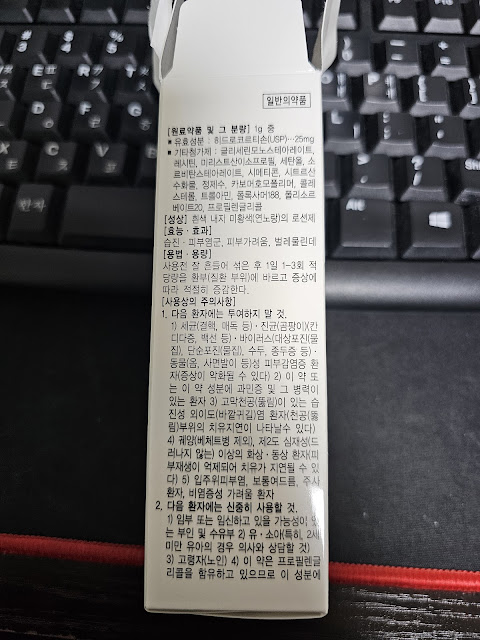 일반의약품
[원료약품 및 그 분량] 1g 중
■ 유효성분 : 히드로코르티손(USP)…25mg
■ 기타첨가제 : 글리세린모노스테아레이트,
레시틴, 미리스트산이소프로필, 세탄올, 소
르비탄스테아레이트, 시메티콘, 시트르산
수화물, 정제수, 카보머호모폴리머, 콜레
스테롤, 트롤아민, 폴록사머188, 폴리소르
베이트20, 프로필렌글리콜
[성상] 흰색 내지 미황색(연노랑)의 로션제
[효능 · 효과]
습진 · 피부염군, 피부가려움, 벌레물린데
[용법 · 용량]
사용전 잘 흔들어 섞은 후 1일 1-3회 적
당량을 환부(질환 부위)에 바르고 증상에
따라 적절히 증감한다.
[사용상의 주의사항]
1. 다음 환자에는 투여하지 말 것.
1) 세균(결핵, 매독 등) · 진균(곰팡이)(칸
디다증, 백선 등) · 바이러스(대상포진(물
집), 단순포진(물집), 수두, 종두증 등) ·
동물(옴, 사면발이 등)성 피부감염증 환
자(증상이 악화될 수 있다) 2) 이 약 또
는 이 약 성분에 과민증 및 그 병력이
있는 환자 3) 고막천공(뚫림)이 있는 습
진성 외이도(바깥귀길)염 환자(천공(뚫
림)부위의 치유지연이 나타날수 있다)
4) 궤양(베체트병 제외), 제2도 심재성(드
러나지 않는) 이상의 화상 · 동상 환자(피
부재생이 억제되어 치유가 지연될 수 있
다) 5) 입주위피부염, 보통여드름, 주사
환자, 비염증성 가려움 환자
2. 다음 환자에는 신중히 사용할 것.
1) 임부 또는 임신하고 있을 가능성이 있
는 부인 및 수유부 2) 유 · 소아(특히, 2세
미만 유아의 경우 의사와 상담할 것)
3) 고령자(노인) 4) 이 약은 프로필렌글
리콜을 함유하고 있으므로 이 성분에